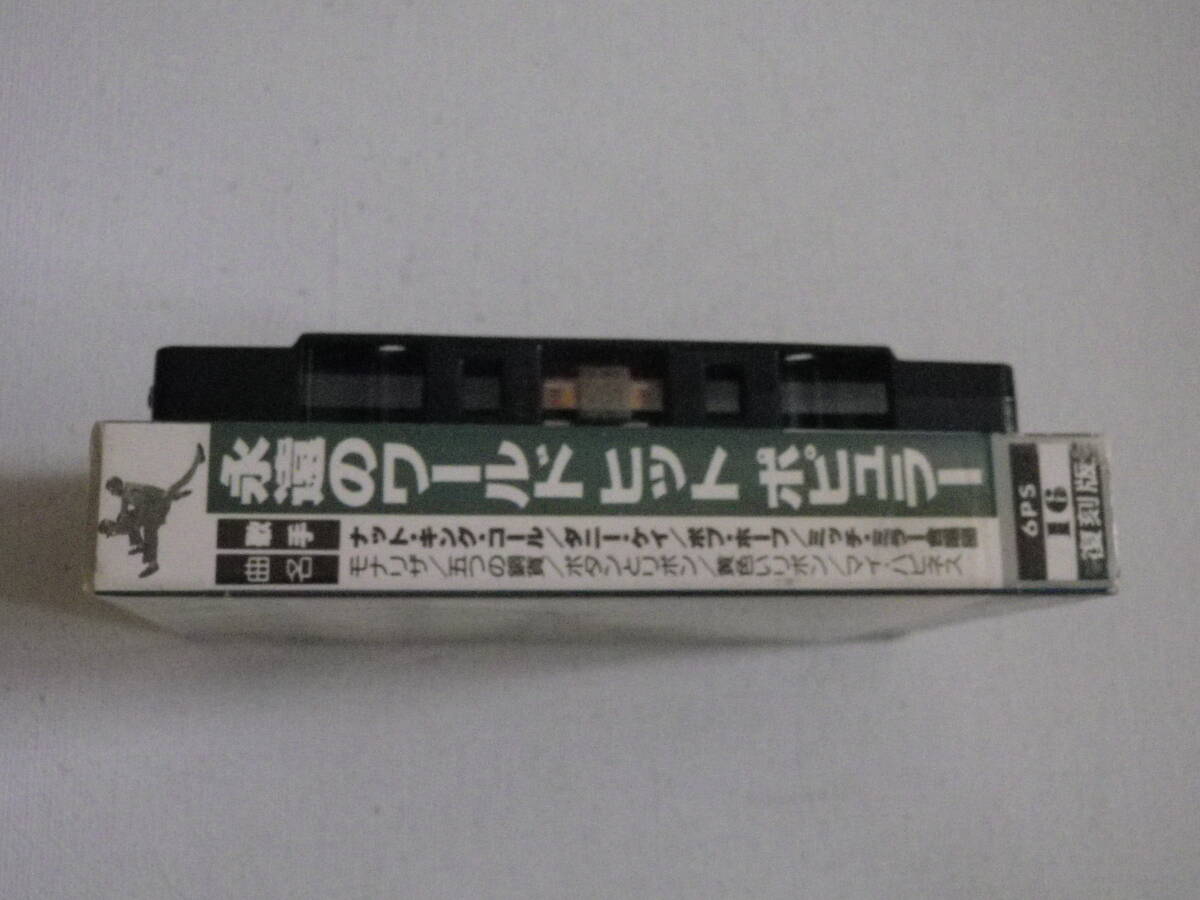 永遠のワールドヒットポピュラー
歌手 ナット・キング・コール/ダニー・ケイ/ボブ・ホープ/ミッチ・ミラー合唱団
曲名 モナリザ/五つの銅貨/ボタンとリボン/黄色いリボン/マイ・ハピネス
6PS
16
復刻版